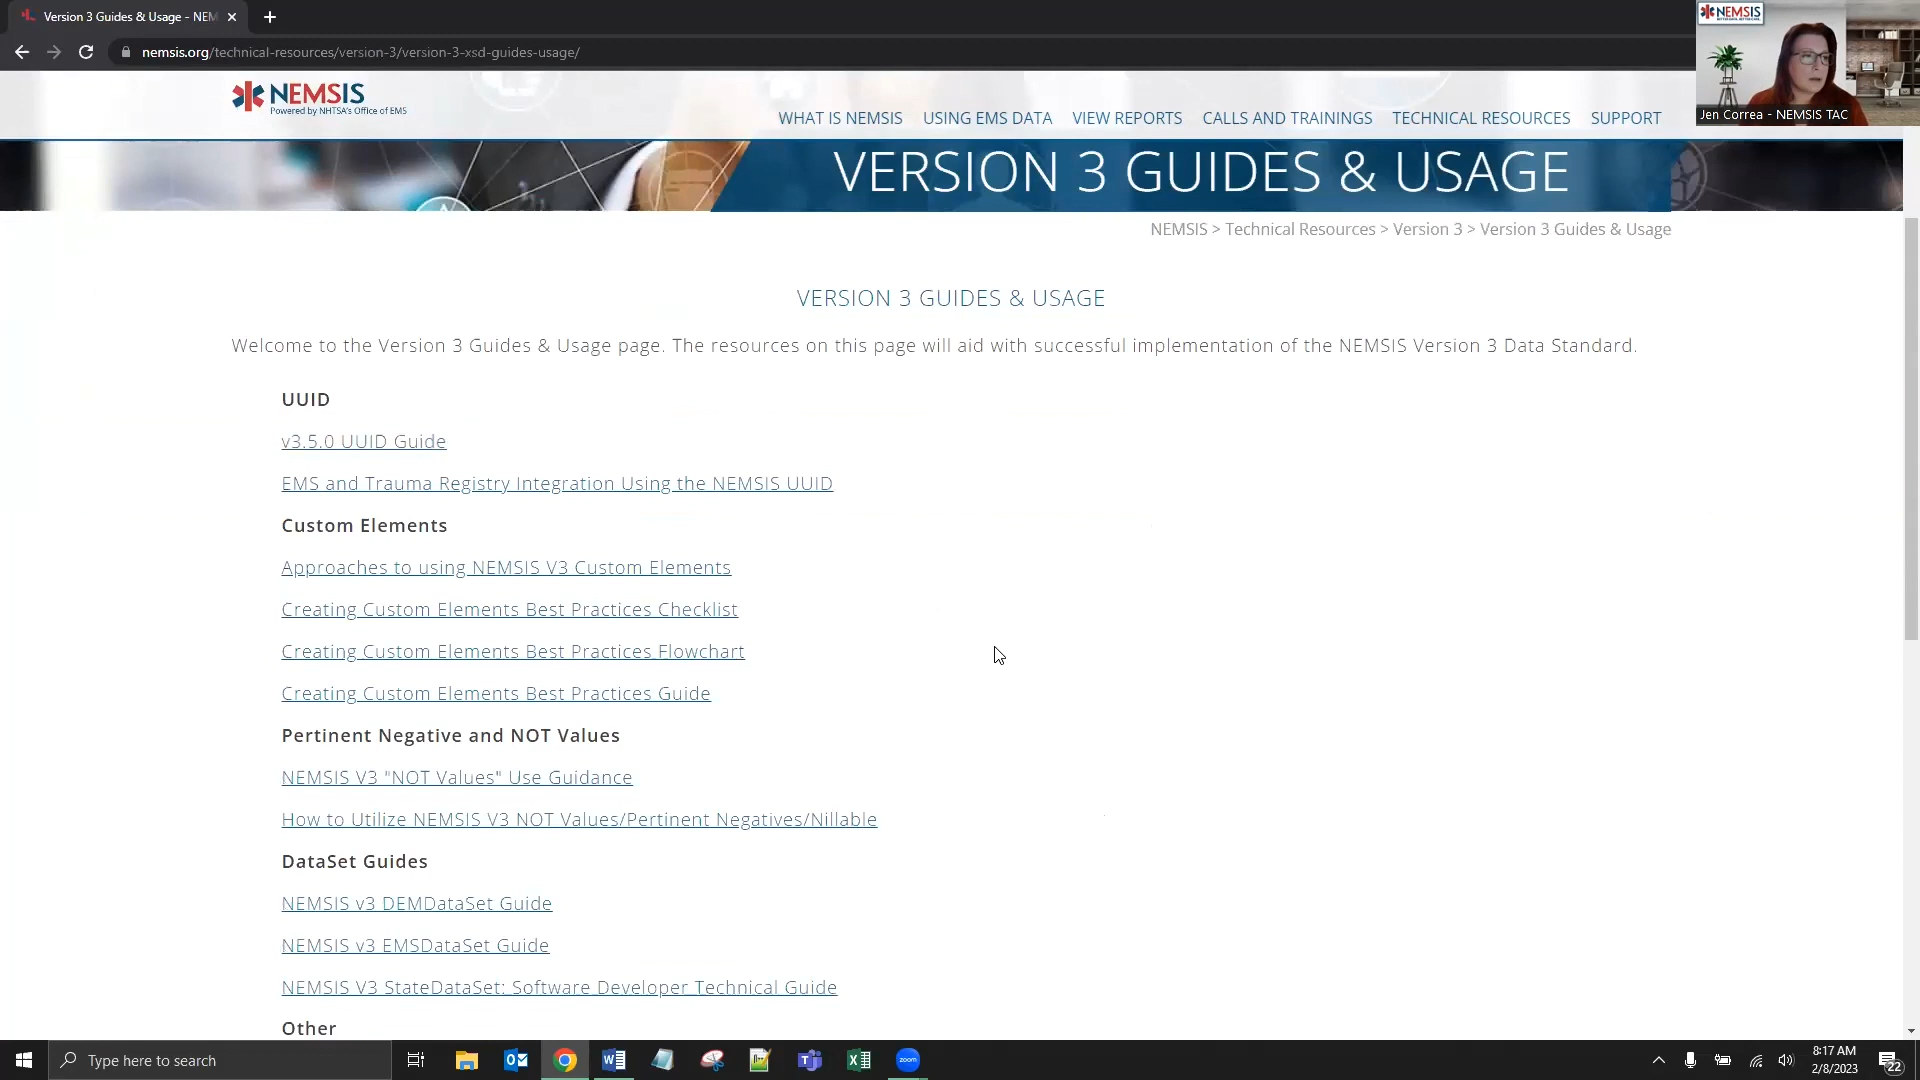 Version 3 Guides & Usage - NEM
nemsis.org/technical-resources/version-3/version-3-xsd-guides-usage/
NEMSIS
Jen Correa - NEMSIS TAC
NEMSIS
Powered by NHTSA's Office of EMS
WHAT IS NEMSIS USING EMS DATA VIEW REPORTS CALLS AND TRAININGS TECHNICAL RESOURCES SUPPORT
VERSION 3 GUIDES & USAGE
NEMSIS > Technical Resources > Version 3 > Version 3 Guides & Usage
VERSION 3 GUIDES & USAGE
Welcome to the Version 3 Guides & Usage page. The resources on this page will aid with successful implementation of the NEMSIS Version 3 Data Standard.
UUID
v3.5.0 UUID Guide
EMS and Trauma Registry Integration Using the NEMSIS UUID
Custom Elements
Approaches to using NEMSIS V3 Custom Elements
Creating Custom Elements Best Practices Checklist
Creating Custom Elements Best Practices Flowchart
Creating Custom Elements Best Practices Guide
Pertinent Negative and NOT Values
NEMSIS V3 "NOT Values" Use Guidance
How to Utilize NEMSIS V3 NOT Values/Pertinent Negatives/Nillable
DataSet Guides
NEMSIS v3 DEMDataSet Guide
NEMSIS v3 EMSDataSet Guide
NEMSIS V3 StateDataSet: Software Developer Technical Guide
Other
Type here to search
zoom
8:17 AM
2/8/2023
22